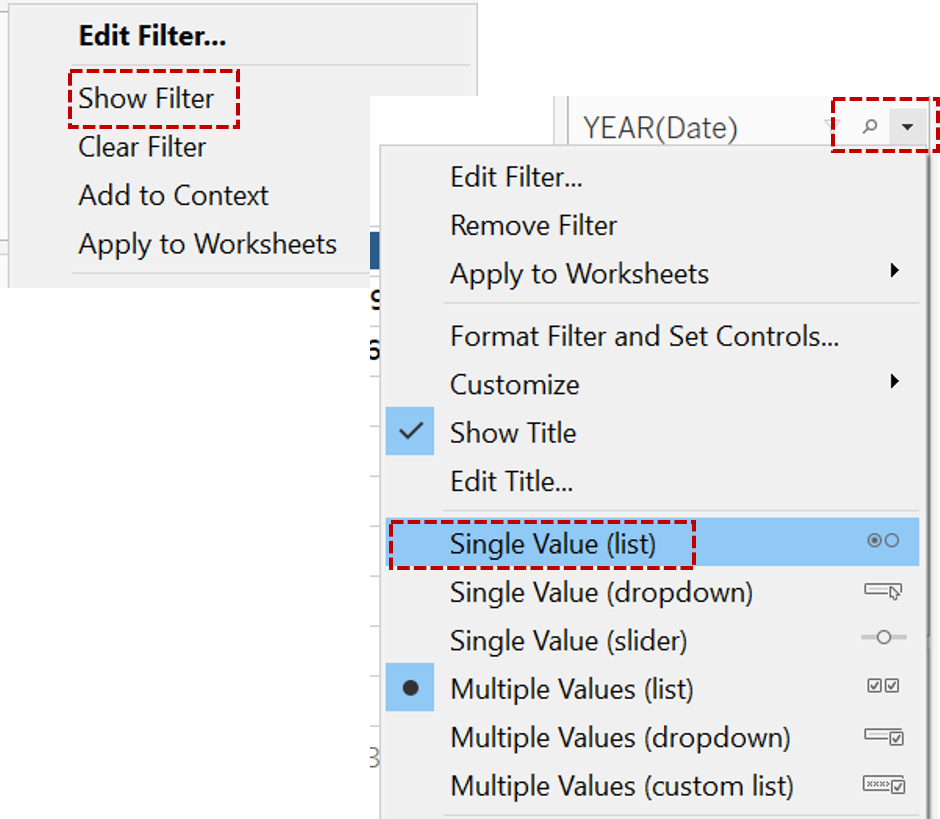 Edit Filter...
Show Filter
Clear Filter
Add to Context
Apply to Worksheets
YEAR(Date)
Edit Filter...
Remove Filter
Apply to Worksheets
9
Format Filter and Set Controls...
6
Customize
Show Title
Edit Title...
Single Value (list)
Single Value (dropdown)
Single Value (slider)
Multiple Values (list)
Multiple Values (dropdown)
Multiple Values (custom list)